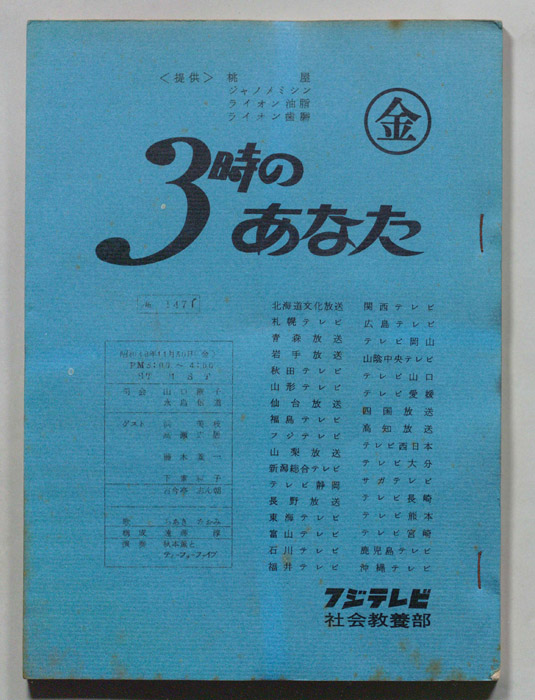 <提供> 桃屋
ジャノメミシン
ライオン油脂
ライオン歯磨
金
3時の
あなた
北海道文化放送
札幌テレビ
青森放送
岩手放送
秋田テレビ
山形テレビ
仙台放送
福島テレビ
フジテレビ
山梨放送
新潟総合テレビ
テレビ静岡
長野放送
東海テレビ
富山テレビ
石川テレビ
福井テレビ
関西テレビ
広島テレビ
テレビ岡山
山陰中央テレビ
テレビ山口
テレビ愛媛
四国放送
高知放送
テレビ西日本
テレビ大分
サガテレビ
テレビ長崎
テレビ熊本
テレビ宮崎
鹿児島テレビ
沖縄テレビ
司会
ゲスト
歌
構成
演奏
フジテレビ
社会教養部